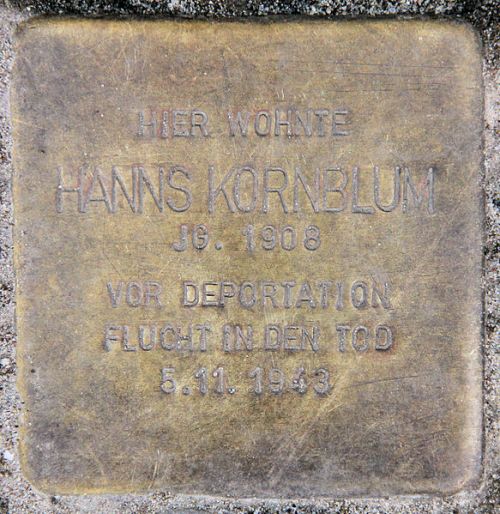 HIER WOHNTE
HANNS KORNBLUM
JG. 1908
VOR DEPORTATION
FLUCHT IN DEN TOD
5.11.1943